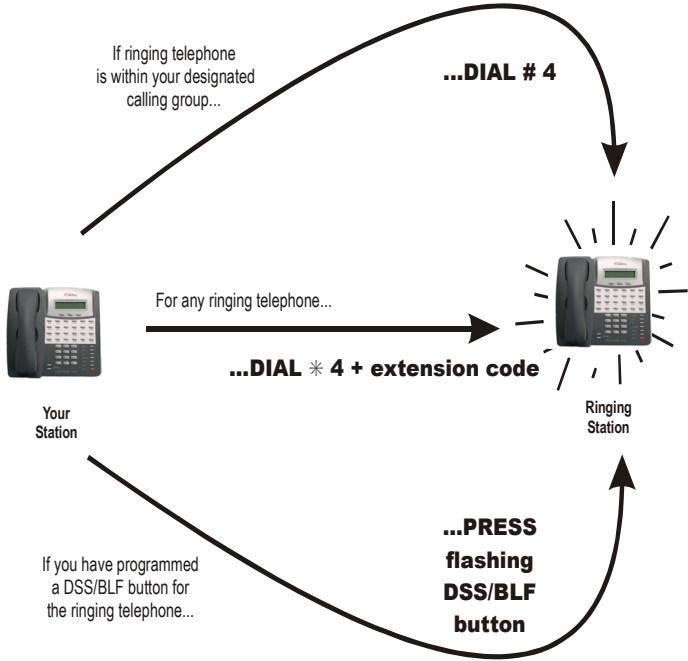 If ringing telephone
is within your designated
calling group...
...DIAL # 4
For any ringing telephone...
...DIAL ✳ 4 + extension code
Your
Station
Ringing
Station
If you have programmed
a DSS/BLF button for
the ringing telephone...
...PRESS
flashing
DSS/BLF
button